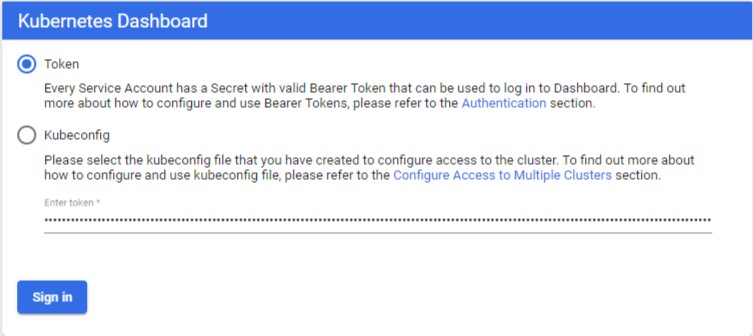 Kubernetes Dashboard
Token
Every Service Account has a Secret with valid Bearer Token that can be used to log in to Dashboard. To find out
more about how to configure and use Bearer Tokens, please refer to the Authentication section.
Kubeconfig
Please select the kubeconfig file that you have created to configure access to the cluster. To find out more about
how to configure and use kubeconfig file, please refer to the Configure Access to Multiple Clusters section.
Enter token *
Sign in